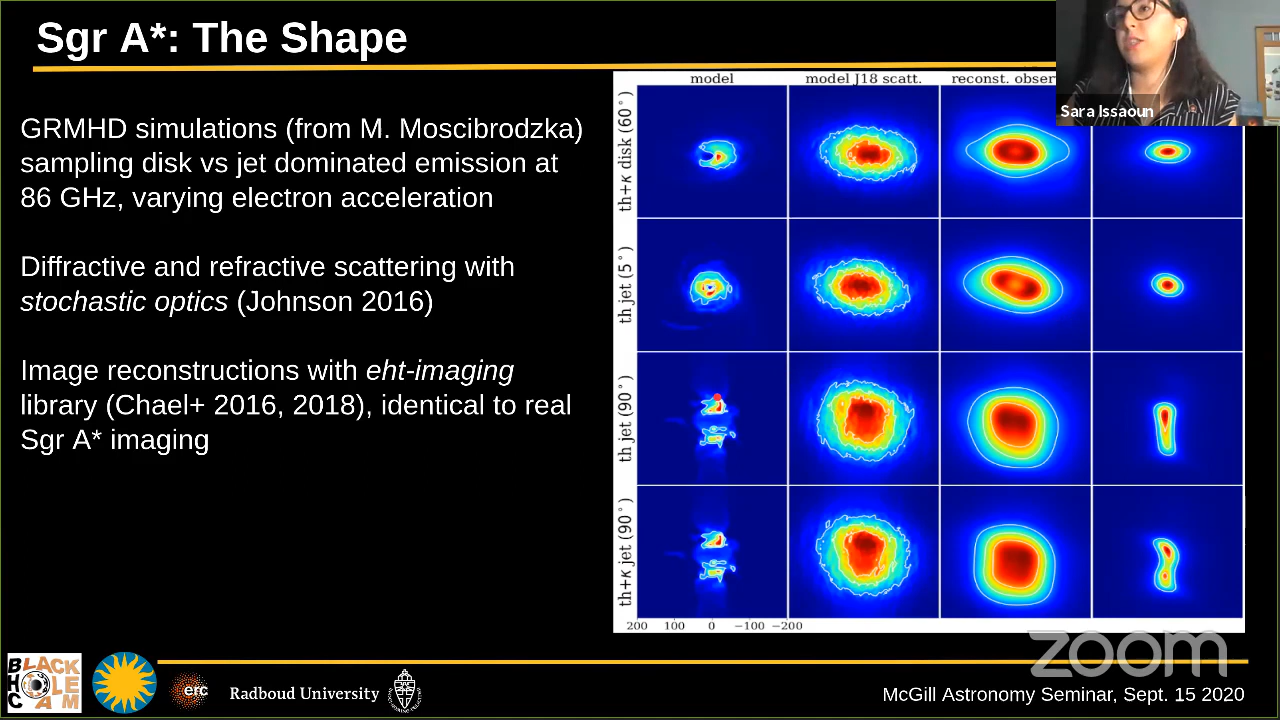 Sgr A*: The Shape
Sara Issaoun
GRMHD simulations (from M. Moscibrodzka)
sampling disk vs jet dominated emission at
86 GHz, varying electron acceleration
Diffractive and refractive scattering with
stochastic optics (Johnson 2016)
Image reconstructions with eht-imaging
library (Chael+ 2016, 2018), identical to real
Sgr A* imaging
model model J18 scatt. reconst. obser
th+κ disk (60°)
th jet (5°)
th jet (90°)
th+κ jet (90°)
200 100 0 −100 −200
zoom
BLACK
HOLE
CAM
erc
Radboud University
McGill Astronomy Seminar, Sept. 15 2020